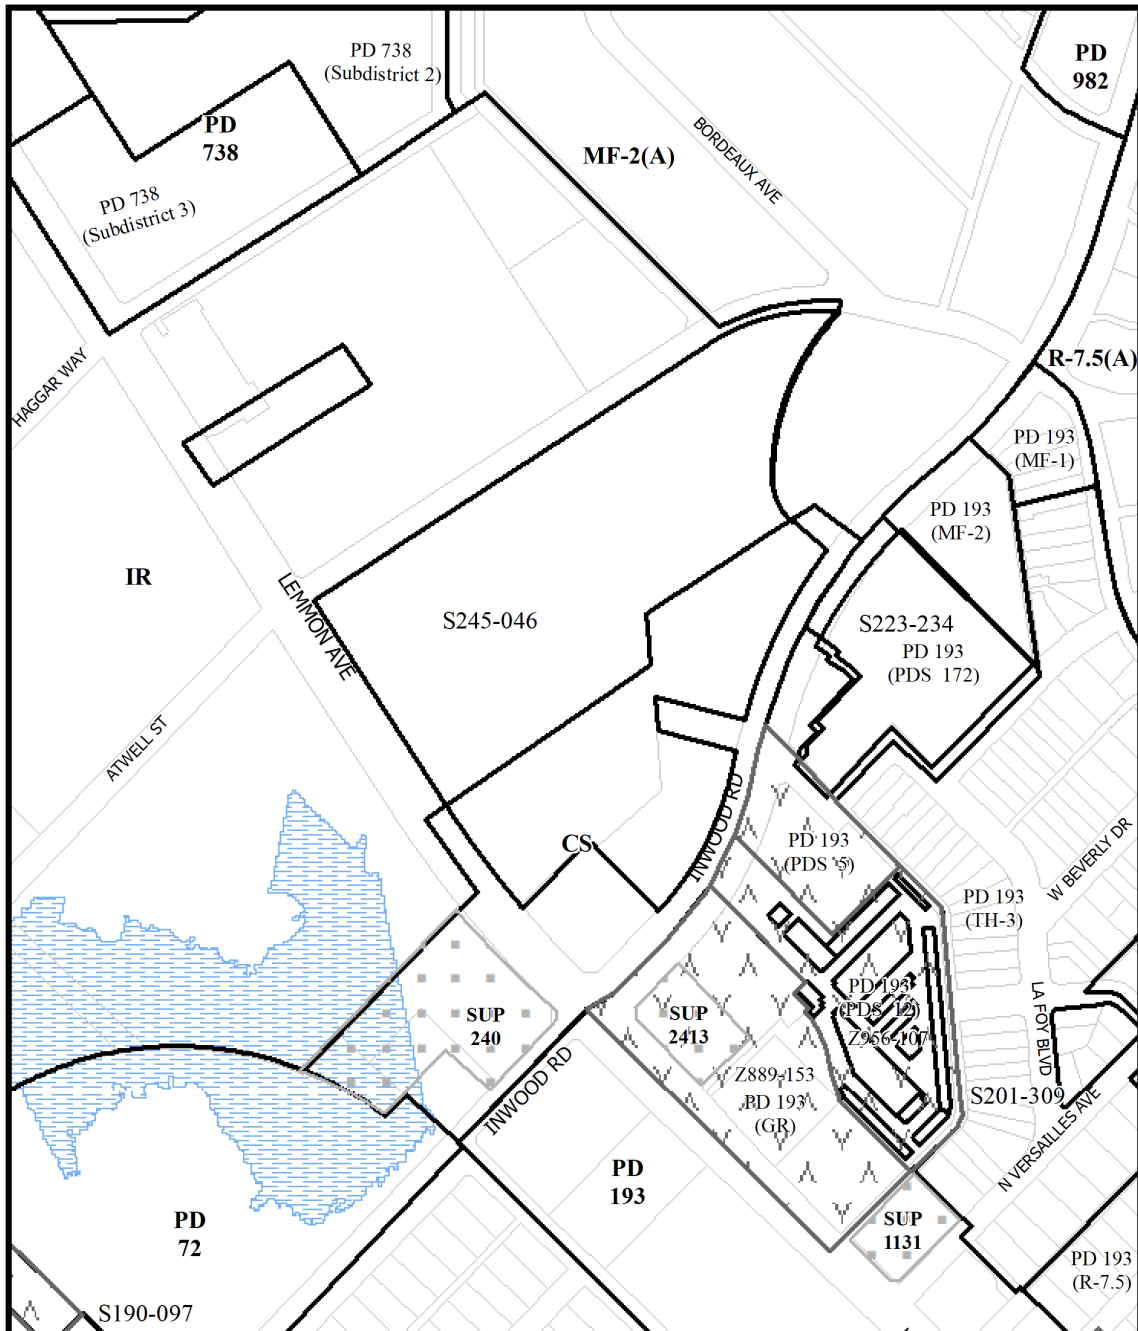 PD 738
(Subdistrict 2)
PD
982
PD
738
MF-2(A)
BORDEAUX AVE
PD 738
(Subdistrict 3)
HAGGAR WAY
R-7.5(A)
PD 193
(MF-1)
PD 193
(MF-2)
IR
LEMMON AVE
S245-046
S223-234
PD 193
(PDS 172)
ATWELL ST
INWOOD RD
CS
PD 193
(PDS 5)
W BEVERLY DR
PD 193
(TH-3)
PD 193
(PDS 12)
Z956-107
SUP
240
SUP
2413
LA FOY BLVD
INWOOD RD
Z889-153
PD 193
(GR)
S201-309
N VERSAILLES AVE
PD
193
PD
72
SUP
1131
PD 193
(R-7.5)
S190-097